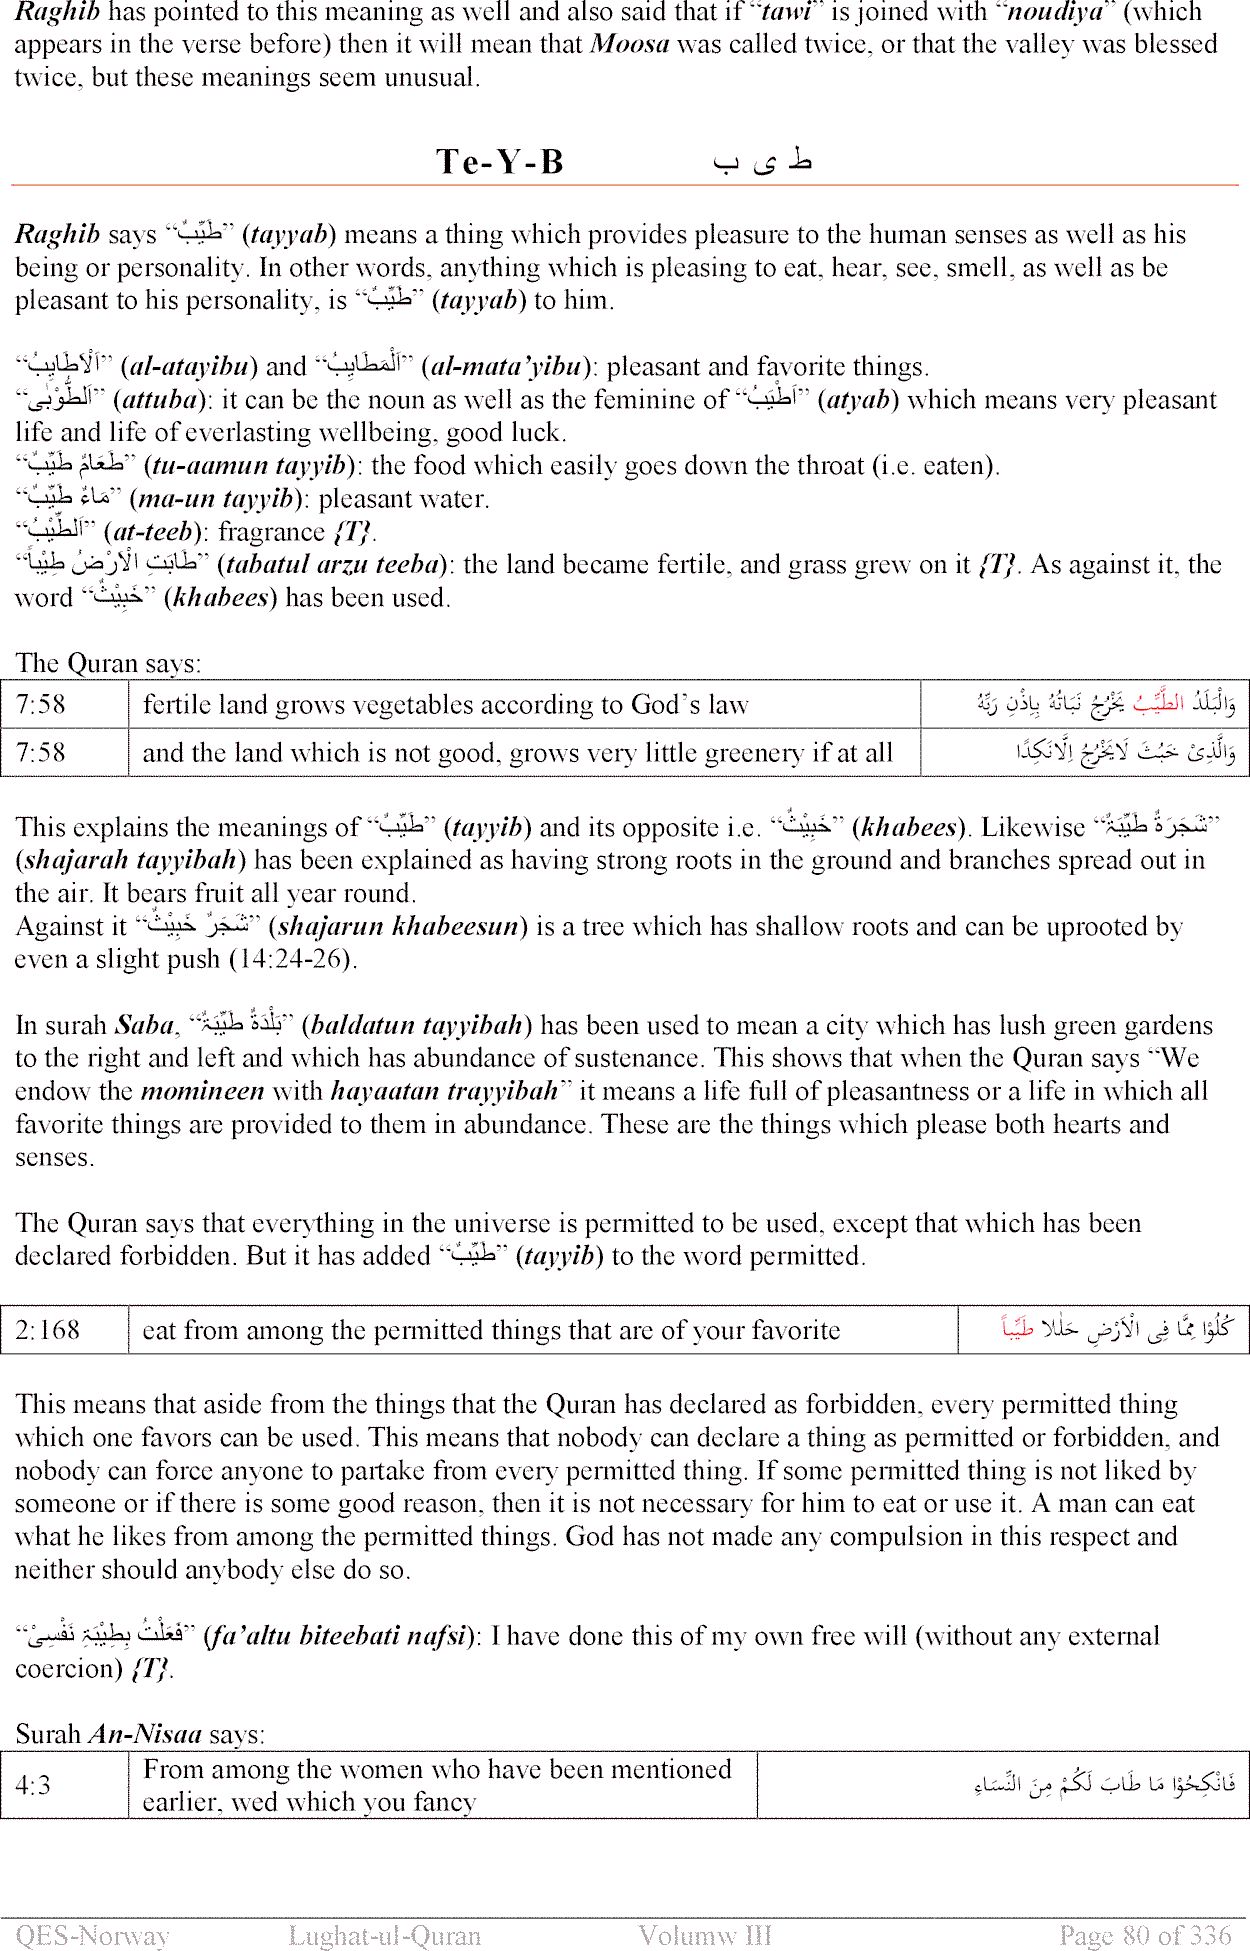 Raghib has pointed to this meaning as well and also said that if “tawi” is joined with “noudiya” (which
appears in the verse before) then it will mean that Moosa was called twice, or that the valley was blessed
twice, but these meanings seem unusual.
Te-Y-B ط ی ب
Raghib says “طَيِّبٌ” (tayyab) means a thing which provides pleasure to the human senses as well as his
being or personality. In other words, anything which is pleasing to eat, hear, see, smell, as well as be
pleasant to his personality, is “طَيِّبٌ” (tayyab) to him.
“اَلْاَطَايِبُ” (al-atayibu) and “اَلْمَطَايِبُ” (al-mata’yibu): pleasant and favorite things.
“اَلطُّوْبٰى” (attuba): it can be the noun as well as the feminine of “اَطْيَبُ” (atyab) which means very pleasant
life and life of everlasting wellbeing, good luck.
“طَعَامٌ طَيِّبٌ” (tu-aamun tayyib): the food which easily goes down the throat (i.e. eaten).
“مَاءٌ طَيِّبٌ” (ma-un tayyib): pleasant water.
“اَلطِّيْبُ” (at-teeb): fragrance {T}.
“طَابَتِ الْاَرْضُ طِيْباً” (tabatul arzu teeba): the land became fertile, and grass grew on it {T}. As against it, the
word “خَبِيْثٌ” (khabees) has been used.
The Quran says:
7:58 fertile land grows vegetables according to God’s law وَالْبَلَدُ الطَّيِّبُ يَخْرُجُ نَبَاتُهُ بِاِذْنِ رَبِّهٖ
7:58 and the land which is not good, grows very little greenery if at all وَالَّذِىْ خَبُثَ لَايَخْرُجُ اِلَّانَكِدًا
This explains the meanings of “طَيِّبٌ” (tayyib) and its opposite i.e. “خَبِيْثٌ” (khabees). Likewise “شَجَرَةٌ طَيِّبَۃٌ”
(shajarah tayyibah) has been explained as having strong roots in the ground and branches spread out in
the air. It bears fruit all year round.
Against it “شَجَرٌ خَبِيْثٌ” (shajarun khabeesun) is a tree which has shallow roots and can be uprooted by
even a slight push (14:24-26).
In surah Saba, “بَلْدَةٌ طَيِّبَۃٌ” (baldatun tayyibah) has been used to mean a city which has lush green gardens
to the right and left and which has abundance of sustenance. This shows that when the Quran says “We
endow the momineen with hayaatan trayyibah” it means a life full of pleasantness or a life in which all
favorite things are provided to them in abundance. These are the things which please both hearts and
senses.
The Quran says that everything in the universe is permitted to be used, except that which has been
declared forbidden. But it has added “طَيِّبٌ” (tayyib) to the word permitted.
2:168 eat from among the permitted things that are of your favorite كُلُوْا مِمَّا فِى الْاَرْضِ حَلٰلا طَيِّباً
This means that aside from the things that the Quran has declared as forbidden, every permitted thing
which one favors can be used. This means that nobody can declare a thing as permitted or forbidden, and
nobody can force anyone to partake from every permitted thing. If some permitted thing is not liked by
someone or if there is some good reason, then it is not necessary for him to eat or use it. A man can eat
what he likes from among the permitted things. God has not made any compulsion in this respect and
neither should anybody else do so.
“فَعَلْتُ بِطِيْبَۃِ نَفْسِىْ” (fa’altu biteebati nafsi): I have done this of my own free will (without any external
coercion) {T}.
Surah An-Nisaa says:
4:3 From among the women who have been mentioned
earlier, wed which you fancy فَانْكِحُوْا مَا طَابَ لَكُمْ مِنَ النِّسَاءِ
QES-Norway Lughat-ul-Quran Volumw III Page 80 of 336